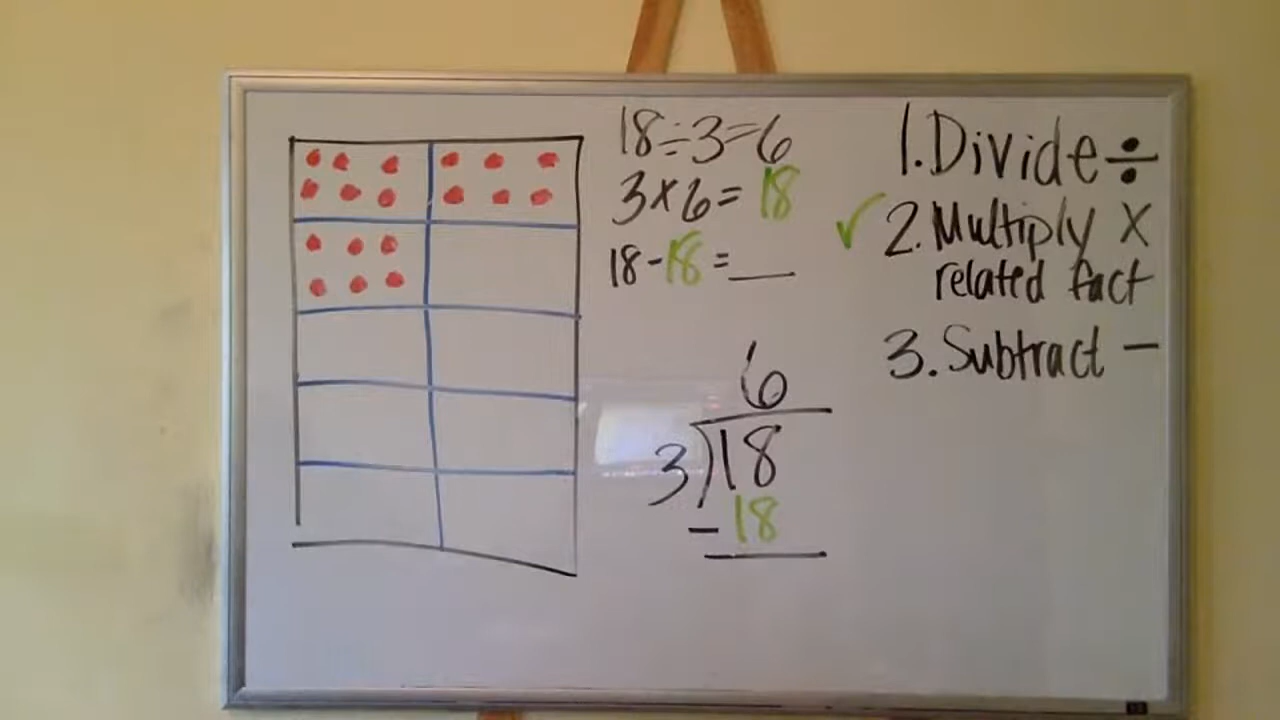 18÷3=6
3x6=18
18-18=__
6
3)18
-18
1. Divide ÷
✓ 2. Multiply X
related fact
3. Subtract -